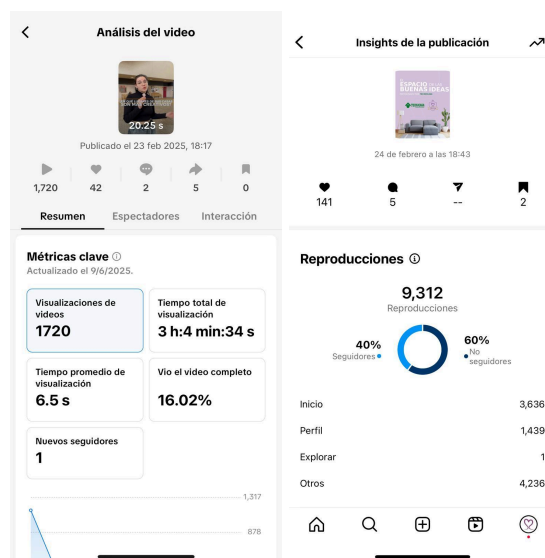 Análisis del video
20.25 s
Publicado el 23 feb 2025, 18:17
1,720 42 2 5 0
Resumen Espectadores Interacción
Métricas clave
Actualizado el 9/6/2025.
Visualizaciones de
videos
1720
Tiempo total de
visualización
3 h:4 min:34 s
Tiempo promedio de
visualización
6.5 s
Vio el video completo
16.02%
Nuevos seguidores
1
1,317
878
Insights de la publicación
ESPACIO
BUENAS IDEAS
24 de febrero a las 18:43
141 5 -- 2
Reproducciones
9,312
Reproducciones
40%
Seguidores
60%
No
seguidores
Inicio 3,636
Perfil 1,439
Explorar 1
Otros 4,236